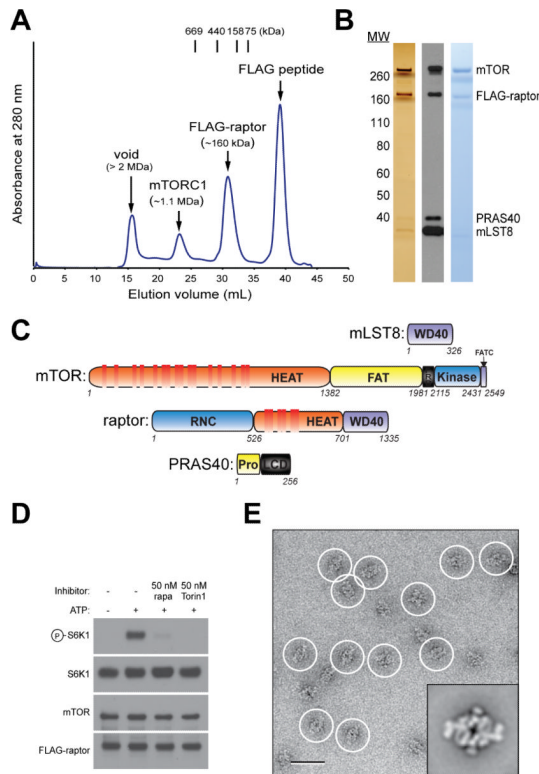 A
669 440 158 75 (kDa)
FLAG peptide
FLAG-raptor
(~160 kDa)
void
(> 2 MDa)
mTORC1
(~1.1 MDa)
Absorbance at 280 nm
0 5 10 15 20 25 30 35 40 45 50
Elution volume (mL)
B
MW
260
160
110
80
60
50
40
mTOR
FLAG-raptor
PRAS40
mLST8
C
mLST8: WD40
1 326
FATC
mTOR: HEAT FAT R Kinase
1 1382 1981 2115 2431 2549
raptor: RNC HEAT WD40
1 526 701 1335
PRAS40: Pro LCD
1 256
D
50 nM 50 nM
Inhibitor: - - rapa Torin1
ATP: - + + +
P-S6K1
S6K1
mTOR
FLAG-raptor
E